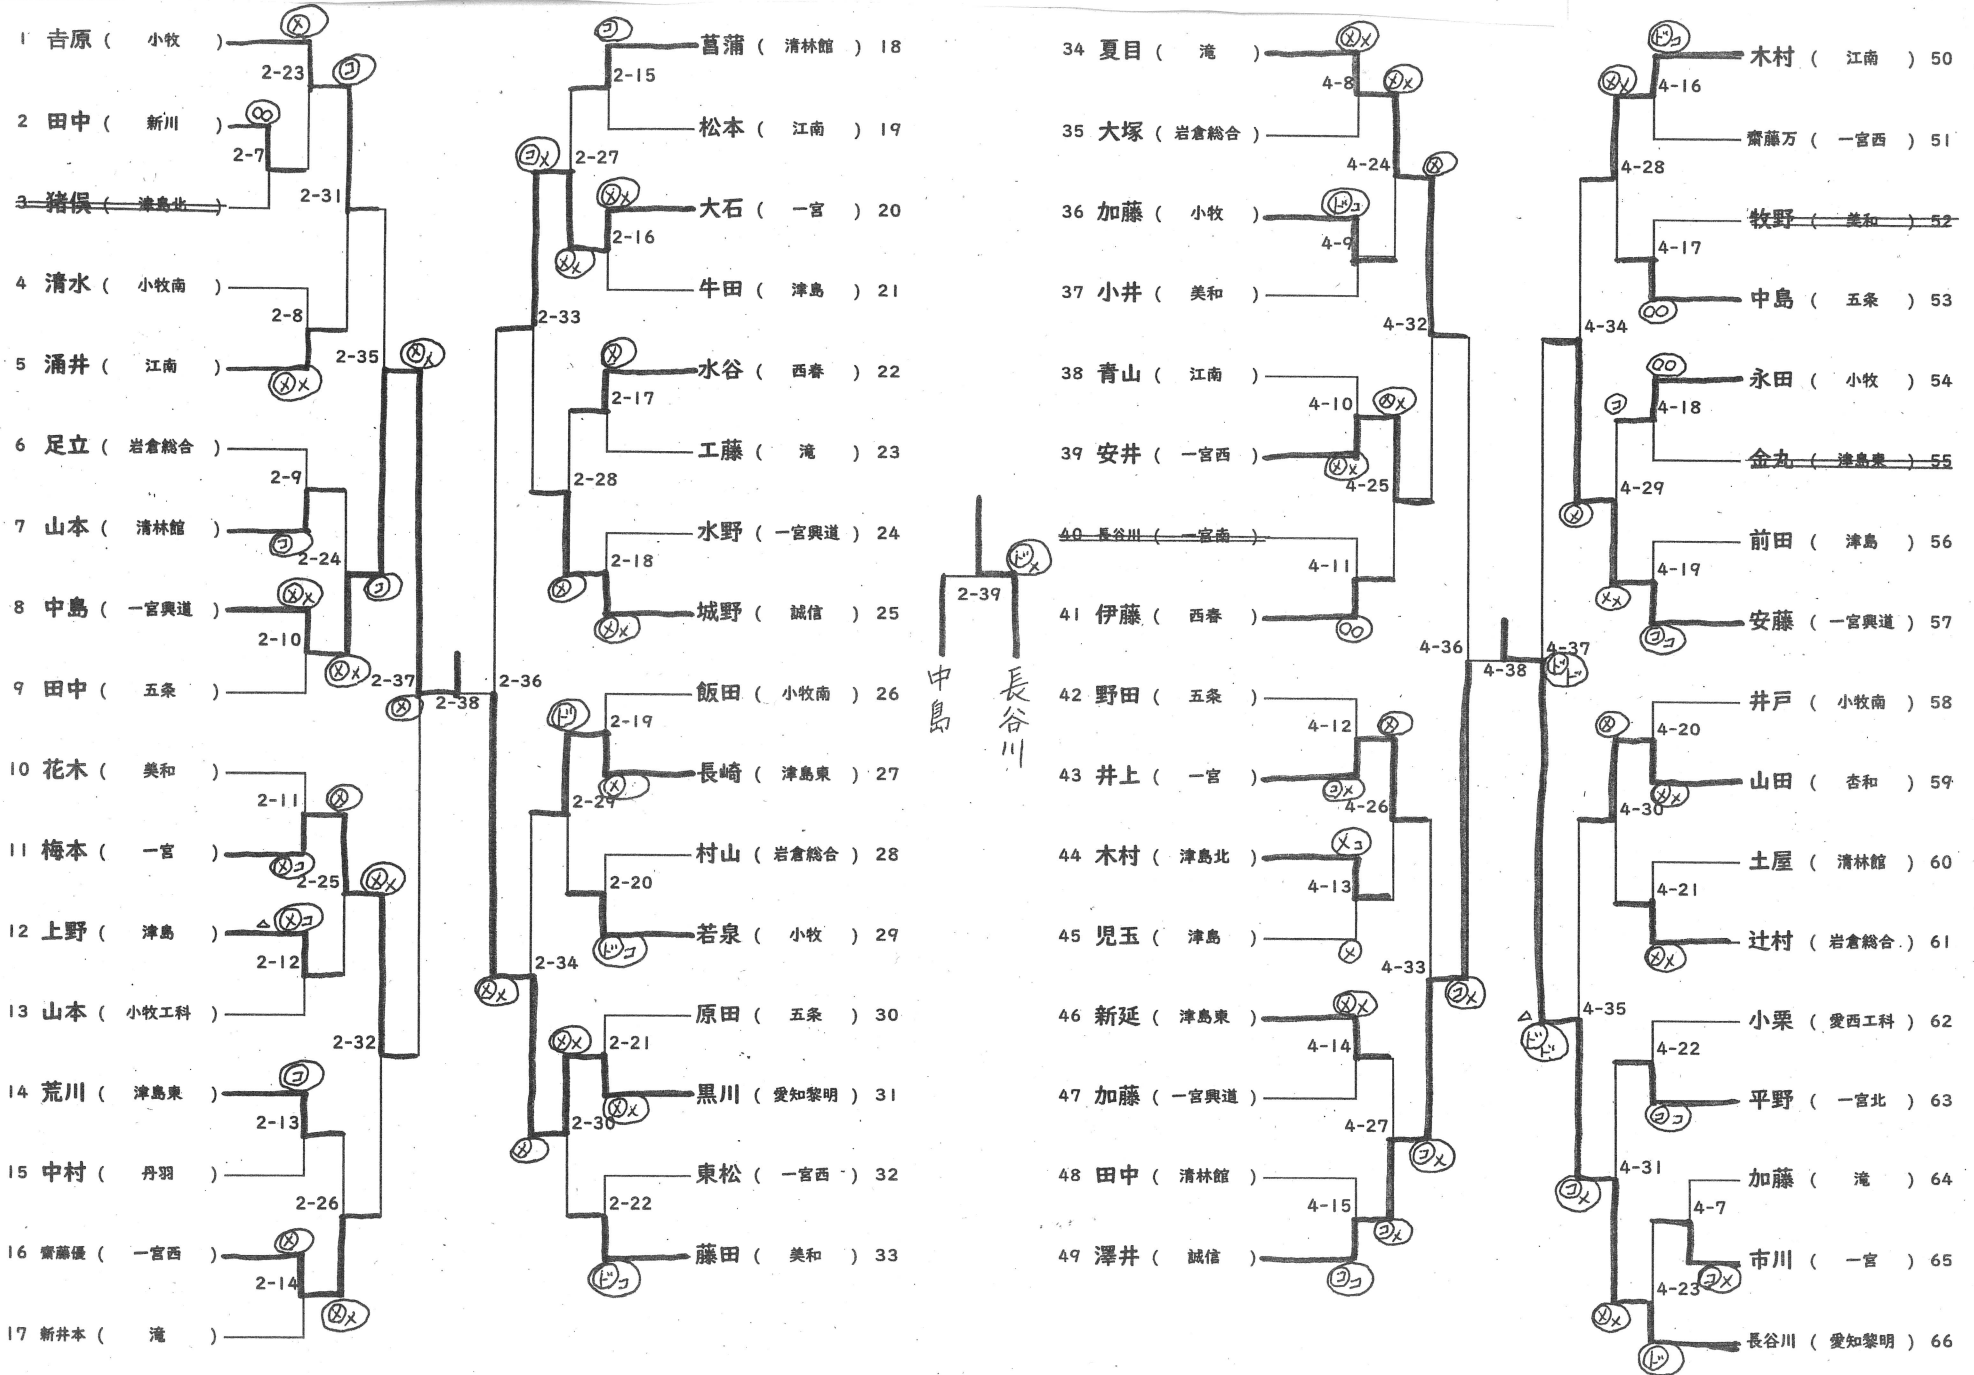 1 吉原 ( 小牧 )
2-23
2 田中 ( 新川 )
2-7
3 猪俣 ( 津島北 )
2-31
4 清水 ( 小牧南 )
2-8
5 涌井 ( 江南 )
2-35
6 足立 ( 岩倉総合 )
2-9
7 山本 ( 清林館 )
2-24
8 中島 ( 一宮興道 )
2-10
9 田中 ( 五条 )
2-37
2-38
10 花木 ( 美和 )
2-11
11 梅本 ( 一宮 )
2-25
12 上野 ( 津島 )
2-12
13 山本 ( 小牧工科 )
2-32
14 荒川 ( 津島東 )
2-13
15 中村 ( 丹羽 )
2-26
16 齋藤優 ( 一宮西 )
2-14
17 新井本 ( 滝 )
菖蒲 ( 清林館 ) 18
2-15
松本 ( 江南 ) 19
2-27
大石 ( 一宮 ) 20
2-16
牛田 ( 津島 ) 21
2-33
水谷 ( 西春 ) 22
2-17
工藤 ( 滝 ) 23
2-28
水野 ( 一宮興道 ) 24
2-18
城野 ( 誠信 ) 25
2-36
飯田 ( 小牧南 ) 26
2-19
長崎 ( 津島東 ) 27
2-29
村山 ( 岩倉総合 ) 28
2-20
若泉 ( 小牧 ) 29
2-34
原田 ( 五条 ) 30
2-21
黒川 ( 愛知黎明 ) 31
2-30
東松 ( 一宮西 ) 32
2-22
藤田 ( 美和 ) 33
2-39
中島
長谷川
34 夏目 ( 滝 )
4-8
35 大塚 ( 岩倉総合 )
4-24
36 加藤 ( 小牧 )
4-9
37 小井 ( 美和 )
4-32
38 青山 ( 江南 )
4-10
39 安井 ( 一宮西 )
4-25
40 長谷川 ( 一宮南 )
4-11
41 伊藤 ( 西春 )
4-36
4-38
42 野田 ( 五条 )
4-12
43 井上 ( 一宮 )
4-26
44 木村 ( 津島北 )
4-13
45 児玉 ( 津島 )
4-33
46 新延 ( 津島東 )
4-14
47 加藤 ( 一宮興道 )
4-27
48 田中 ( 清林館 )
4-15
49 澤井 ( 誠信 )
木村 ( 江南 ) 50
4-16
齋藤万 ( 一宮西 ) 51
4-28
牧野 ( 美和 ) 52
4-17
中島 ( 五条 ) 53
4-34
永田 ( 小牧 ) 54
4-18
金丸 ( 津島東 ) 55
4-29
前田 ( 津島 ) 56
4-19
安藤 ( 一宮興道 ) 57
4-37
井戸 ( 小牧南 ) 58
4-20
山田 ( 杏和 ) 59
4-30
土屋 ( 清林館 ) 60
4-21
辻村 ( 岩倉総合 ) 61
4-35
小栗 ( 愛西工科 ) 62
4-22
平野 ( 一宮北 ) 63
4-31
加藤 ( 滝 ) 64
4-7
市川 ( 一宮 ) 65
4-23
長谷川 ( 愛知黎明 ) 66